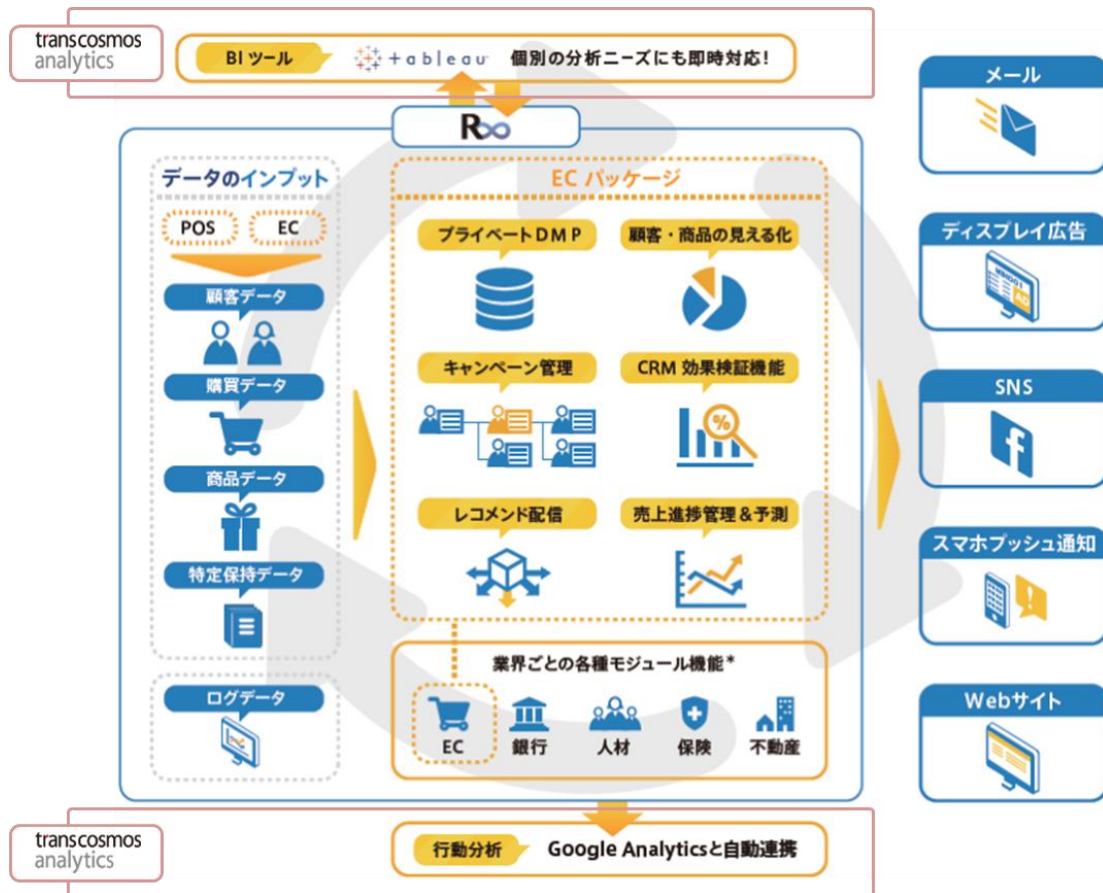 transcosmos
analytics
BI ツール
+ableau
個別の分析ニーズにも即時対応!
R∞
データのインプット
POS
EC
顧客データ
購買データ
商品データ
特定保持データ
ログデータ
EC パッケージ
プライベートDMP
顧客・商品の見える化
キャンペーン管理
CRM 効果検証機能
%
レコメンド配信
売上進捗管理&予測
業界ごとの各種モジュール機能*
EC
銀行
人材
保険
不動産
メール
ディスプレイ広告
AD
SNS
f
スマホプッシュ通知
!
Webサイト
transcosmos
analytics
行動分析
Google Analyticsと自動連携